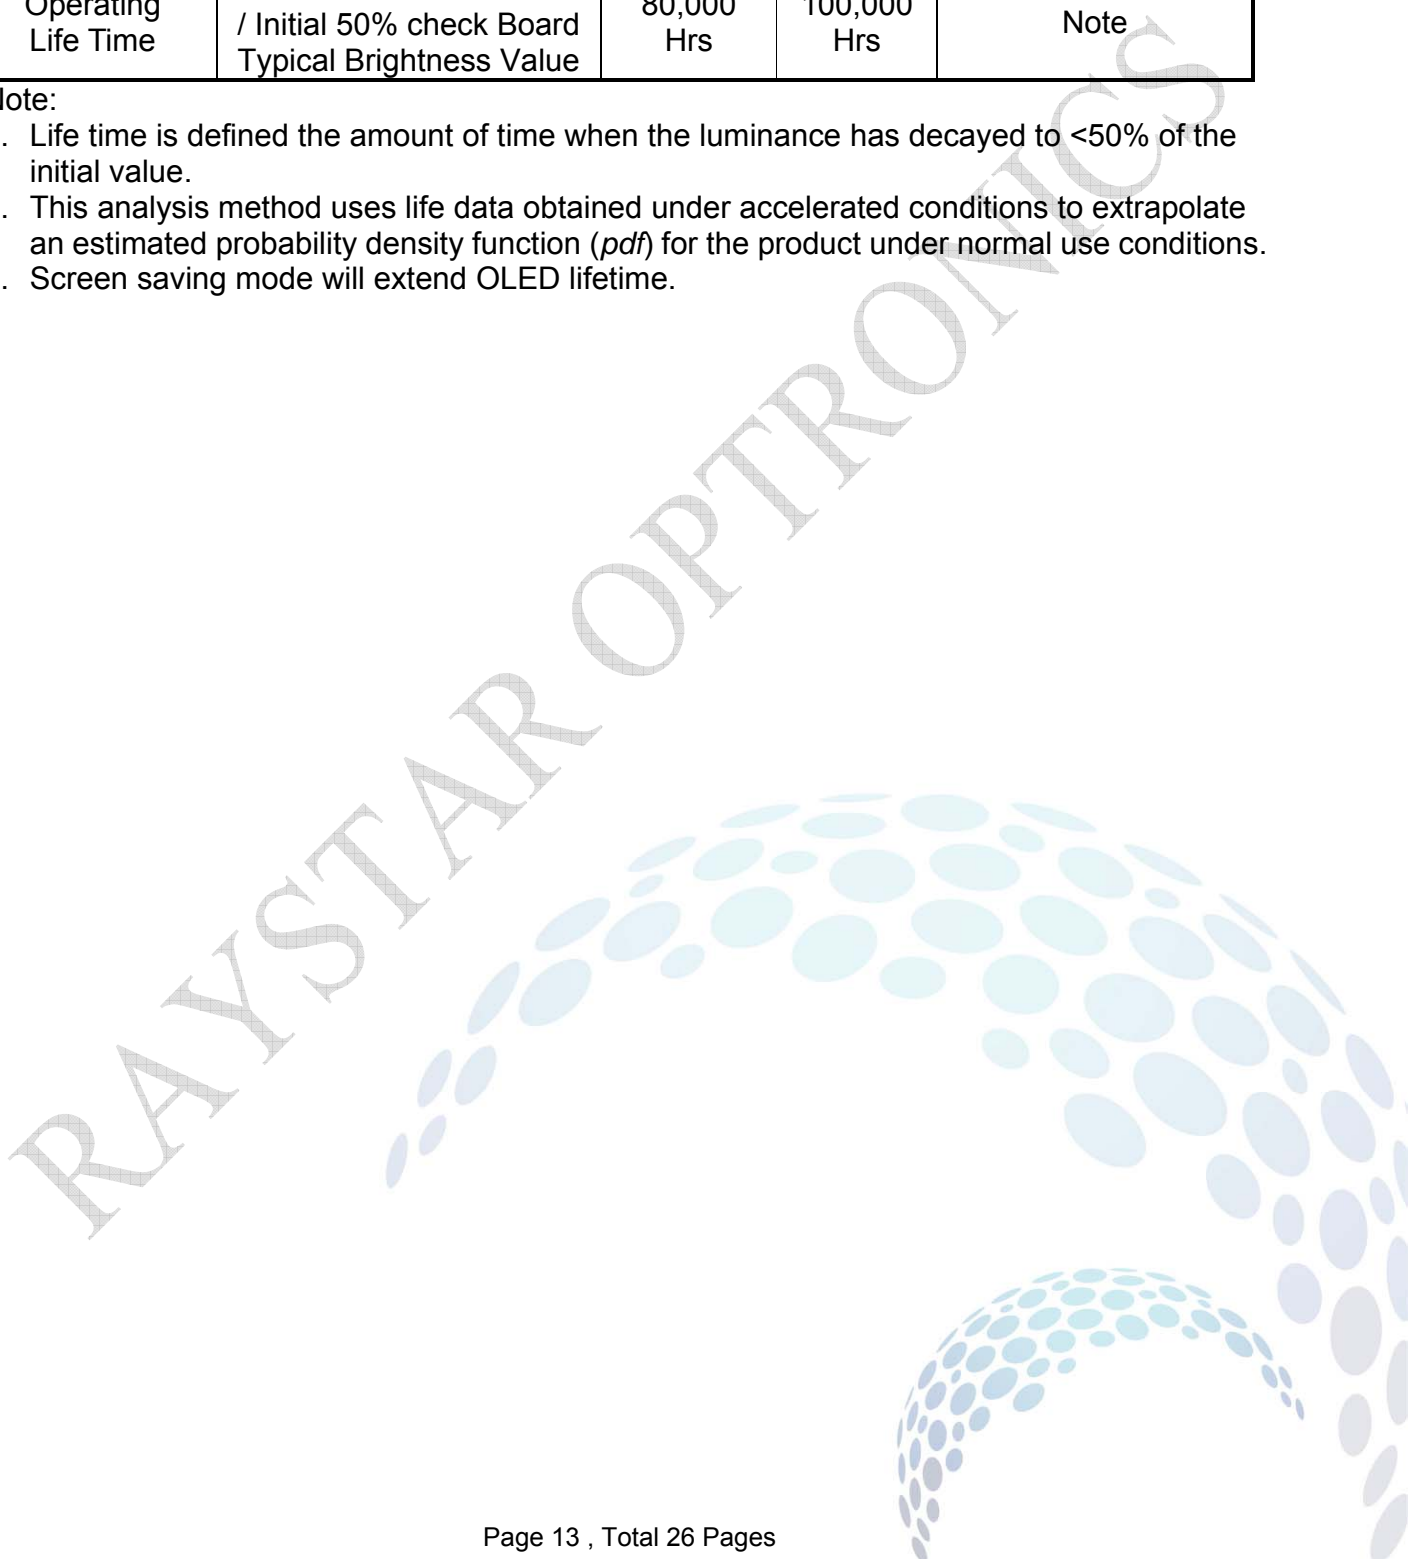 Operating
Life Time
/ Initial 50% check Board
Typical Brightness Value
80,000
Hrs
100,000
Hrs
Note
Note:
. Life time is defined the amount of time when the luminance has decayed to <50% of the
initial value.
. This analysis method uses life data obtained under accelerated conditions to extrapolate
an estimated probability density function (pdf) for the product under normal use conditions.
. Screen saving mode will extend OLED lifetime.
RAYSTAR OPTRONICS
Page 13 , Total 26 Pages